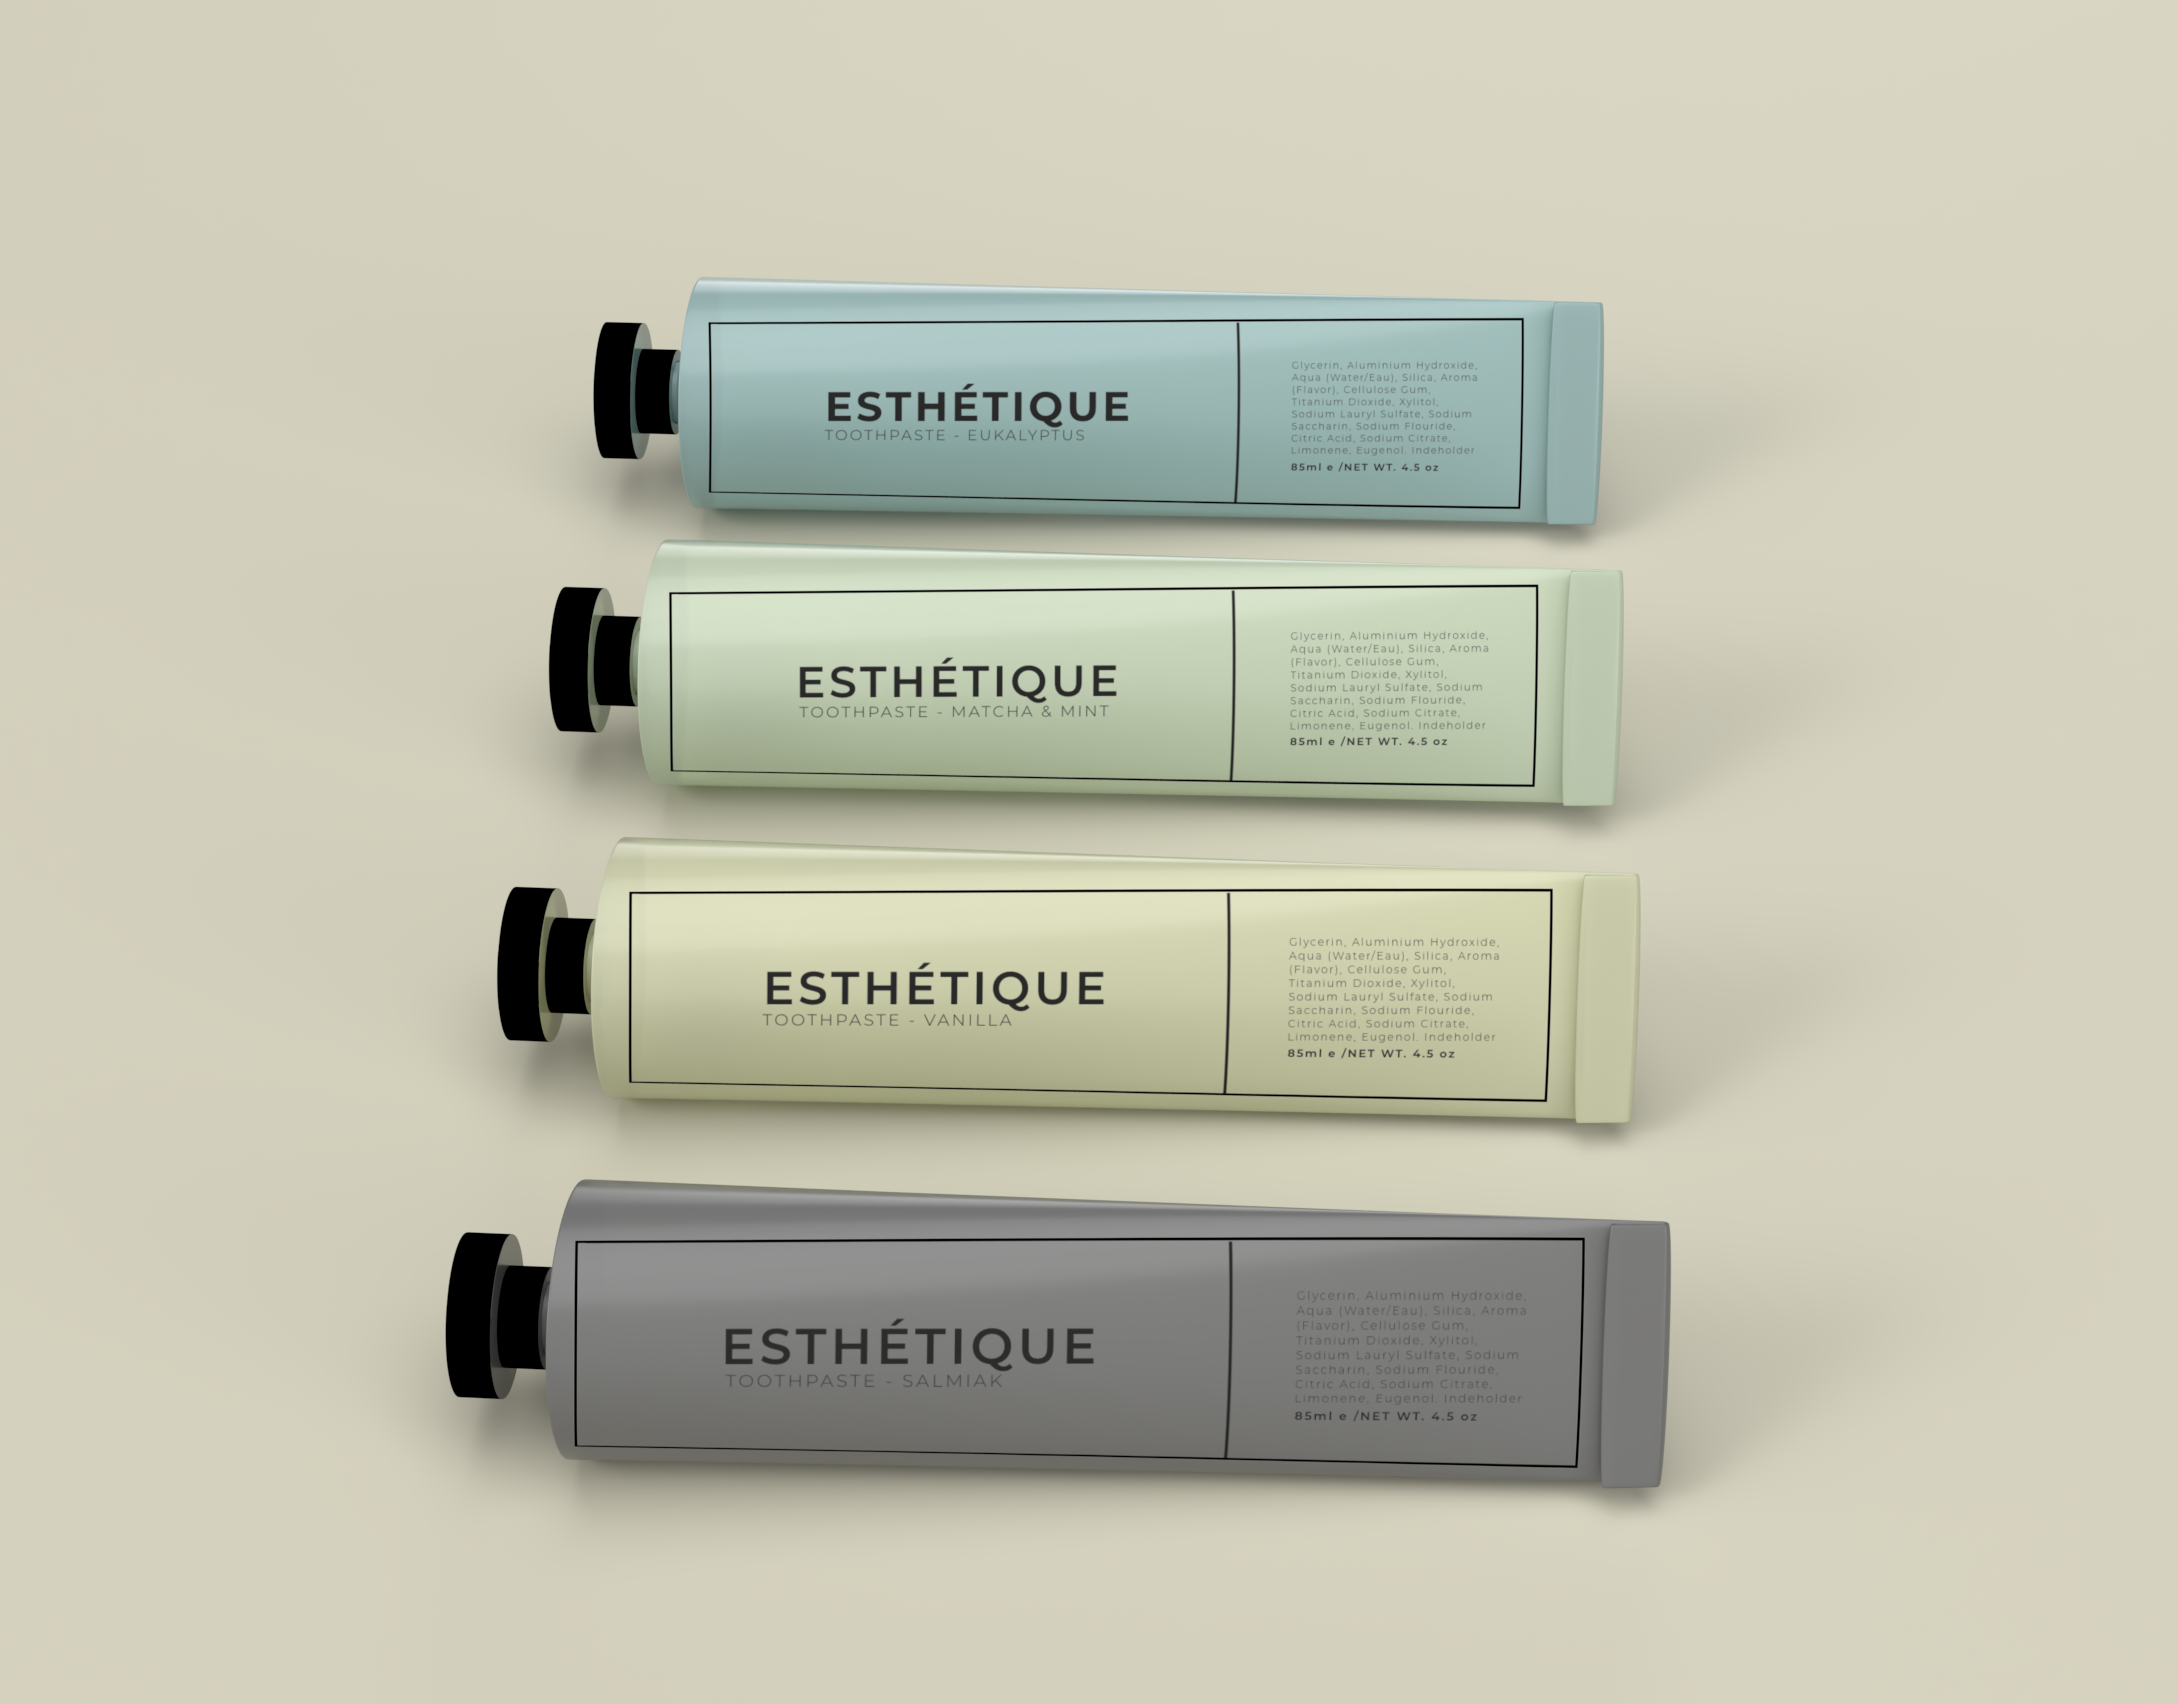 ESTHÉTIQUE
TOOTHPASTE - EUKALYPTUS
Glycerin, Aluminium Hydroxide,
Aqua (Water/Eau), Silica, Aroma
(Flavor), Cellulose Gum,
Titanium Dioxide, Xylitol,
Sodium Lauryl Sulfate, Sodium
Saccharin, Sodium Flouride,
Citric Acid, Sodium Citrate,
Limonene, Eugenol. Indeholder
85ml e /NET WT. 4.5 oz
ESTHÉTIQUE
TOOTHPASTE - MATCHA & MINT
Glycerin, Aluminium Hydroxide,
Aqua (Water/Eau), Silica, Aroma
(Flavor), Cellulose Gum,
Titanium Dioxide, Xylitol,
Sodium Lauryl Sulfate, Sodium
Saccharin, Sodium Flouride,
Citric Acid, Sodium Citrate,
Limonene, Eugenol. Indeholder
85ml e /NET WT. 4.5 oz
ESTHÉTIQUE
TOOTHPASTE - VANILLA
Glycerin, Aluminium Hydroxide,
Aqua (Water/Eau), Silica, Aroma
(Flavor), Cellulose Gum,
Titanium Dioxide, Xylitol,
Sodium Lauryl Sulfate, Sodium
Saccharin, Sodium Flouride,
Citric Acid, Sodium Citrate,
Limonene, Eugenol. Indeholder
85ml e /NET WT. 4.5 oz
ESTHÉTIQUE
TOOTHPASTE - SALMIAK
Glycerin, Aluminium Hydroxide,
Aqua (Water/Eau), Silica, Aroma
(Flavor), Cellulose Gum,
Titanium Dioxide, Xylitol,
Sodium Lauryl Sulfate, Sodium
Saccharin, Sodium Flouride,
Citric Acid, Sodium Citrate,
Limonene, Eugenol. Indeholder
85ml e /NET WT. 4.5 oz